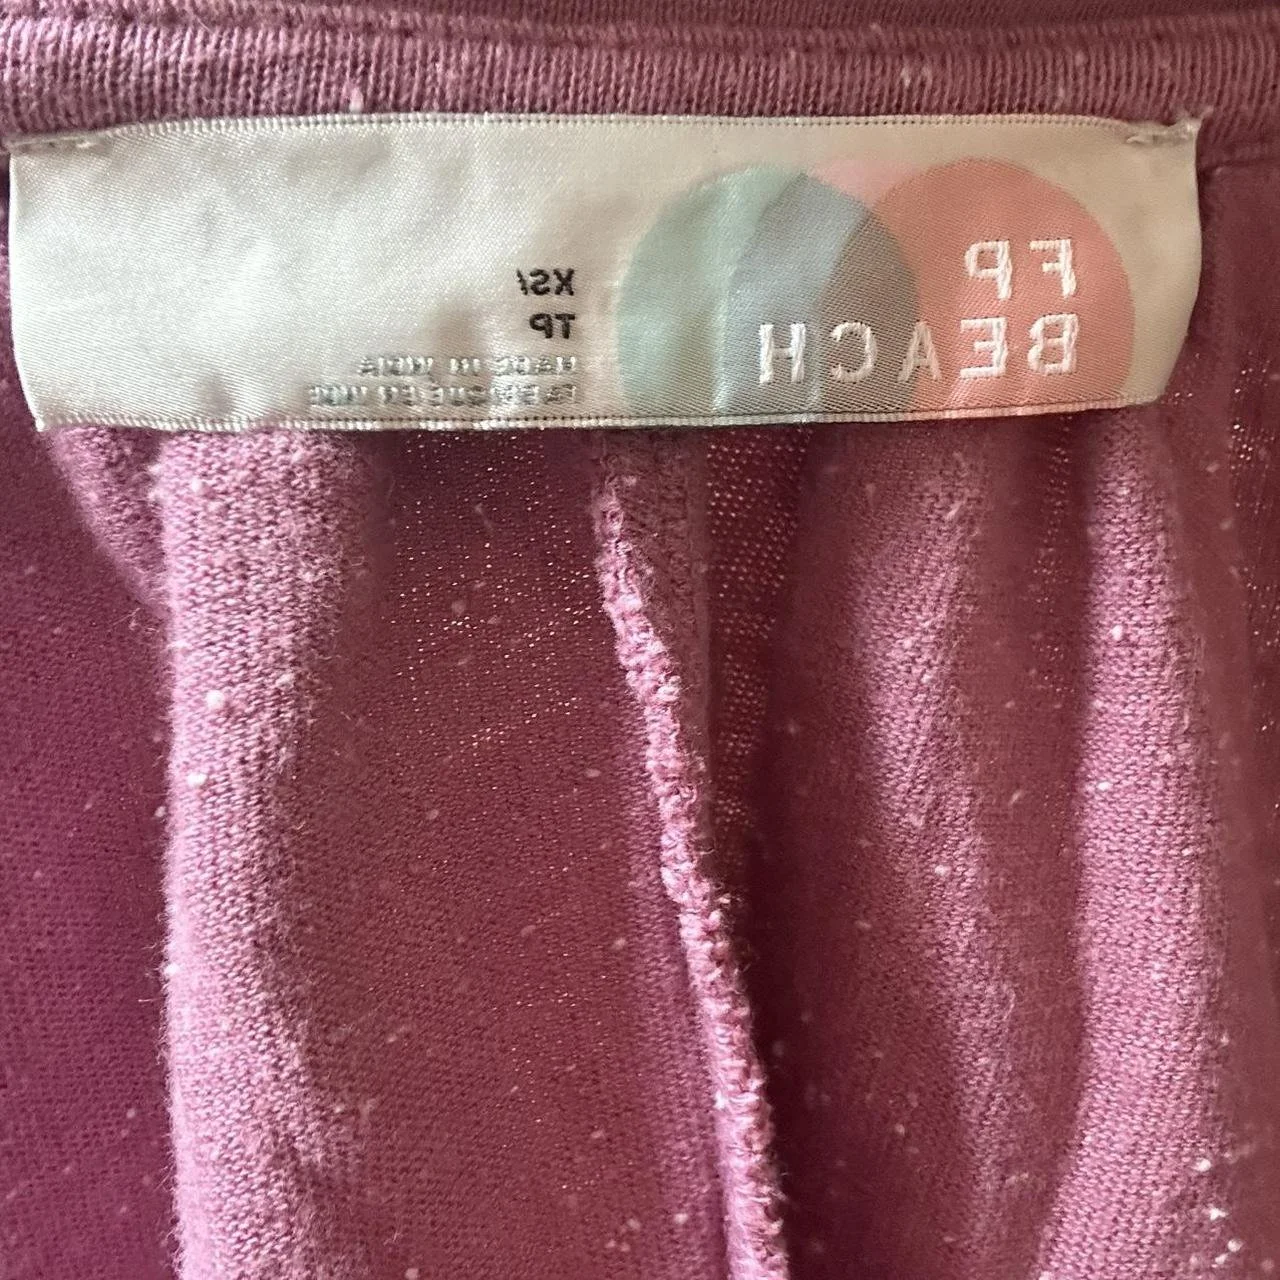 FP
BEACH
XS/
TP
MADE IN INDIA
FABRIQUÉ EN INDE